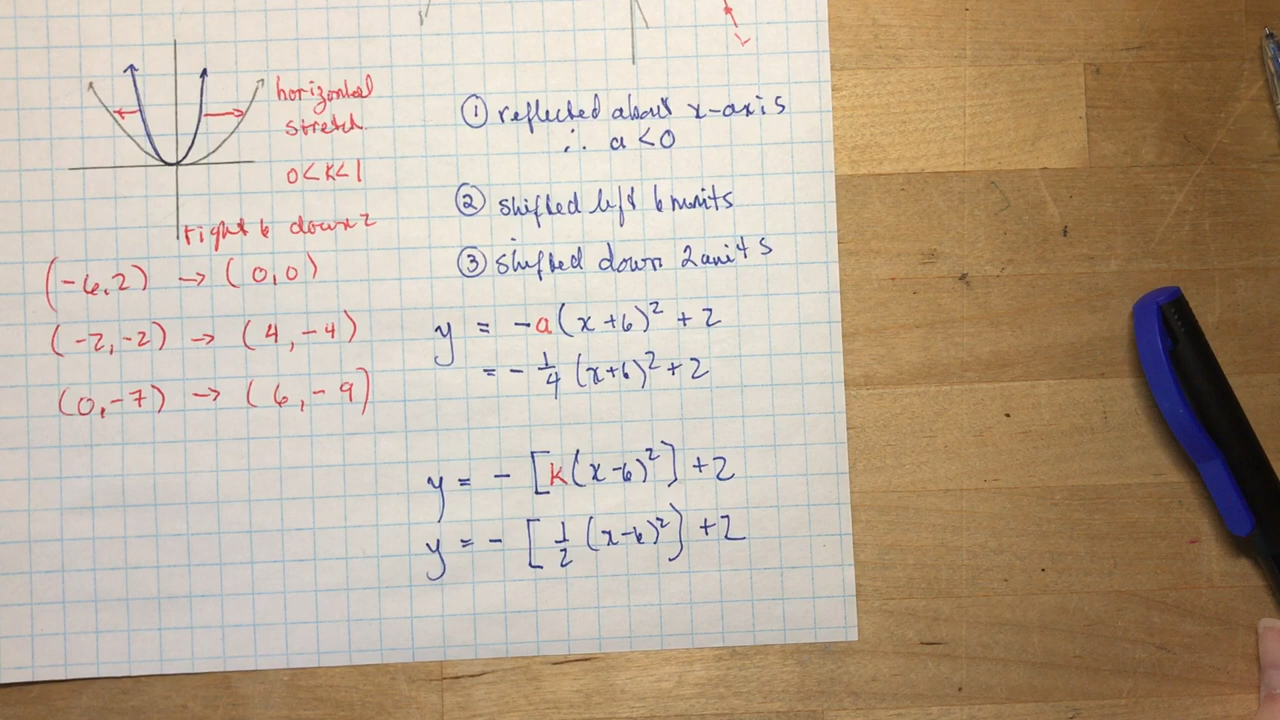 horizontal
stretch
0<k<1
right 6 down 2
(-6,2) → (0,0)
(-2,-2) → (4,-4)
(0,-7) → (6,-9)
① reflected about x-axis
∴ a<0
② shifted left 6 units
③ shifted down 2 units
y = -a(x+6)² + 2
= -1/4 (x+6)² + 2
y = - [k(x-6)²] + 2
y = - [1/2 (x-6)²] + 2